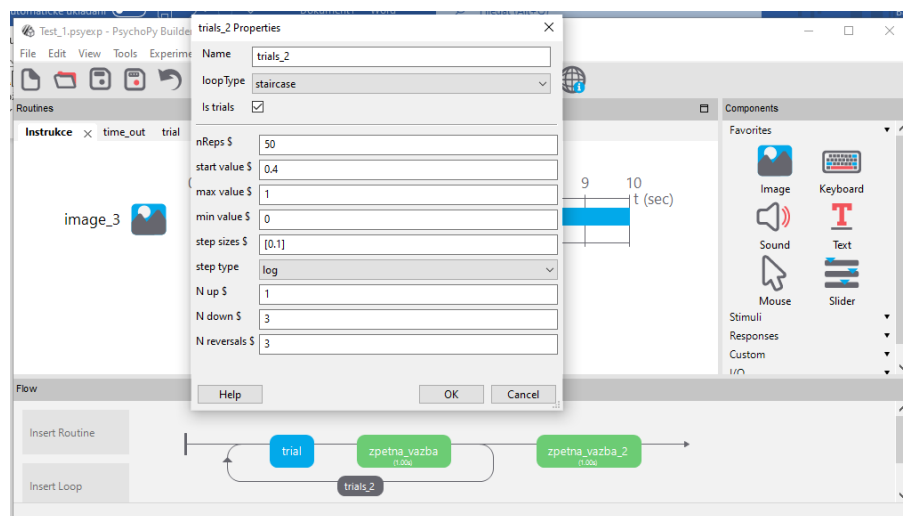 Test_1.psyexp - PsychoPy Builde
File Edit View Tools Experime
trials_2 Properties
Name
trials_2
loopType
staircase
Is trials
nReps $
50
start value $
0.4
max value $
1
min value $
0
step sizes $
[0.1]
step type
log
N up $
1
N down $
3
N reversals $
3
Help
OK
Cancel
Routines
Instrukce
time_out
trial
image_3
9
10
t (sec)
Components
Favorites
Image
Keyboard
Sound
Text
Mouse
Slider
Stimuli
Responses
Custom
I/O
Flow
Insert Routine
Insert Loop
trial
zpetna_vazba
(1.00s)
trials_2
zpetna_vazba_2
(1.00s)